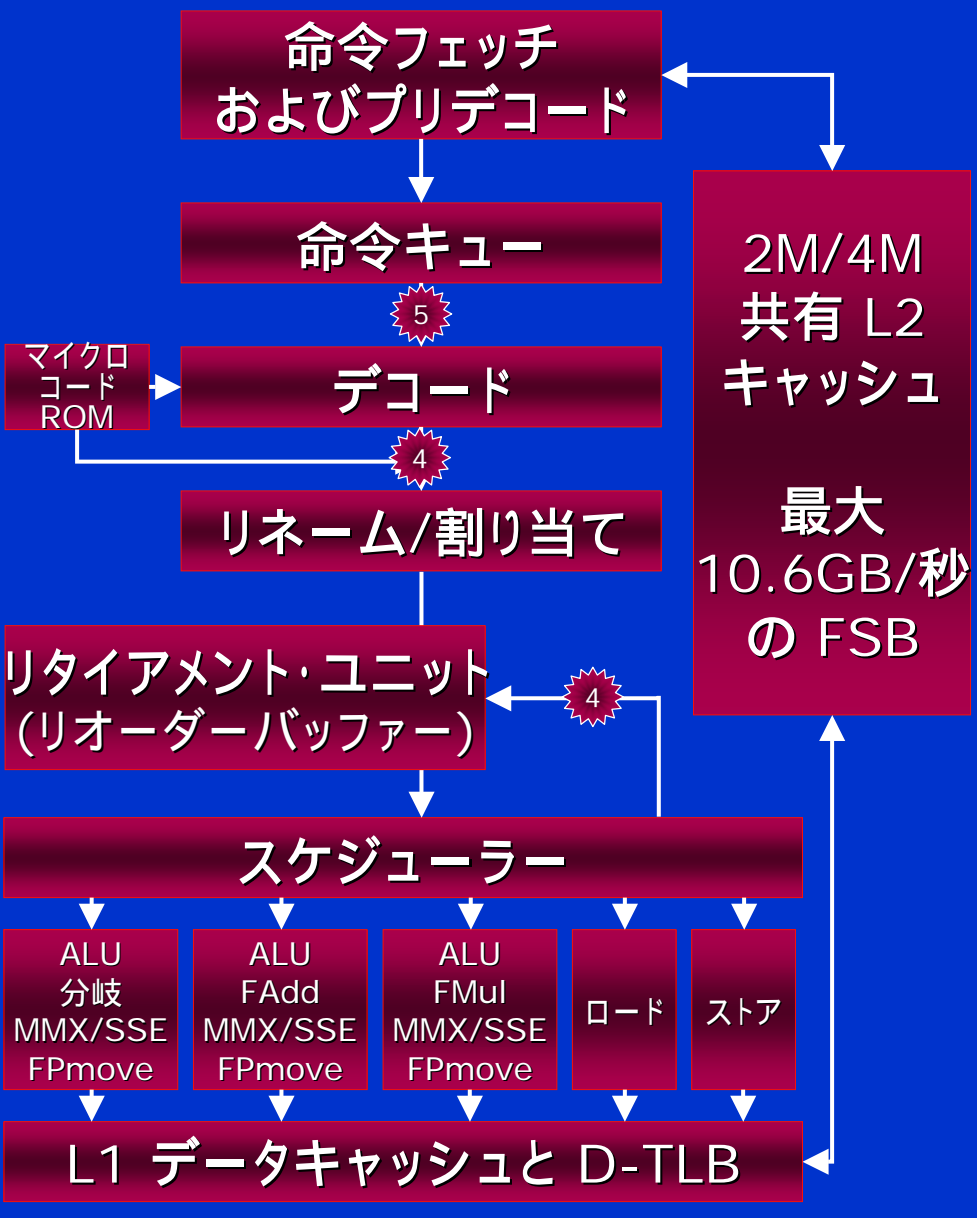 命令フェッチ
およびプリデコード
命令キュー
5
マイクロ
コード
ROM
デコード
4
リネーム/割り当て
2M/4M
共有 L2
キャッシュ
最大
10.6GB/秒
の FSB
リタイアメント・ユニット
(リオーダーバッファー)
4
スケジューラー
ALU
分岐
MMX/SSE
FPmove
ALU
FAdd
MMX/SSE
FPmove
ALU
FMul
MMX/SSE
FPmove
ロード
ストア
L1 データキャッシュと D-TLB